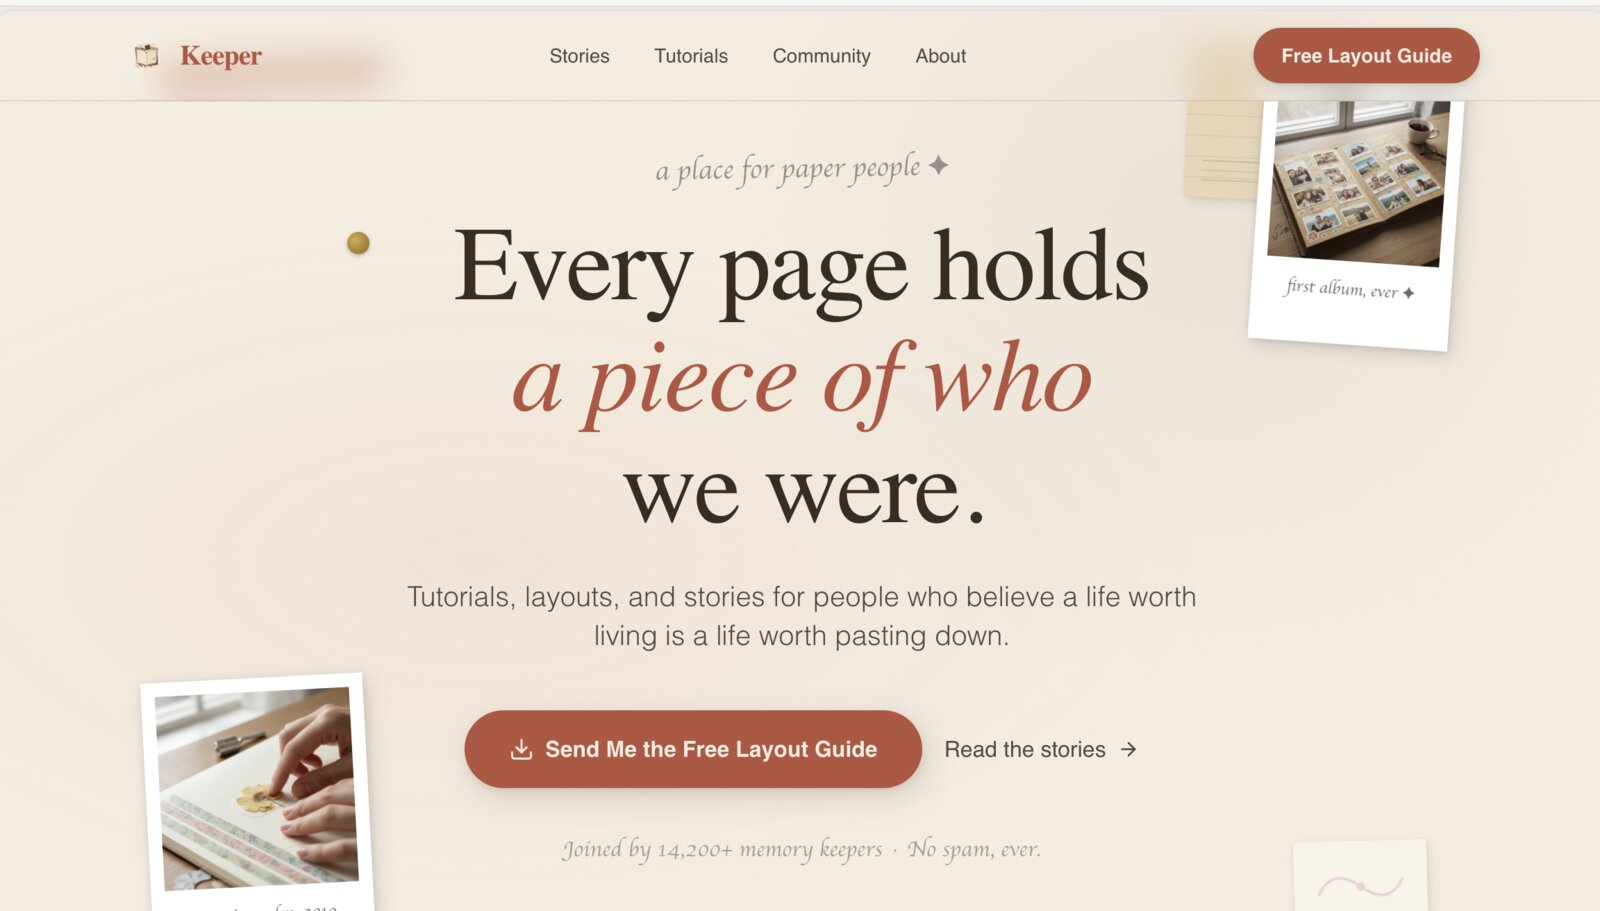 Keeper
Stories
Tutorials
Community
About
Free Layout Guide
a place for paper people ✦
Every page holds
a piece of who
we were.
first album, ever ✦
Tutorials, layouts, and stories for people who believe a life worth
living is a life worth pasting down.
Send Me the Free Layout Guide
Read the stories →
Joined by 14,200+ memory keepers · No spam, ever.